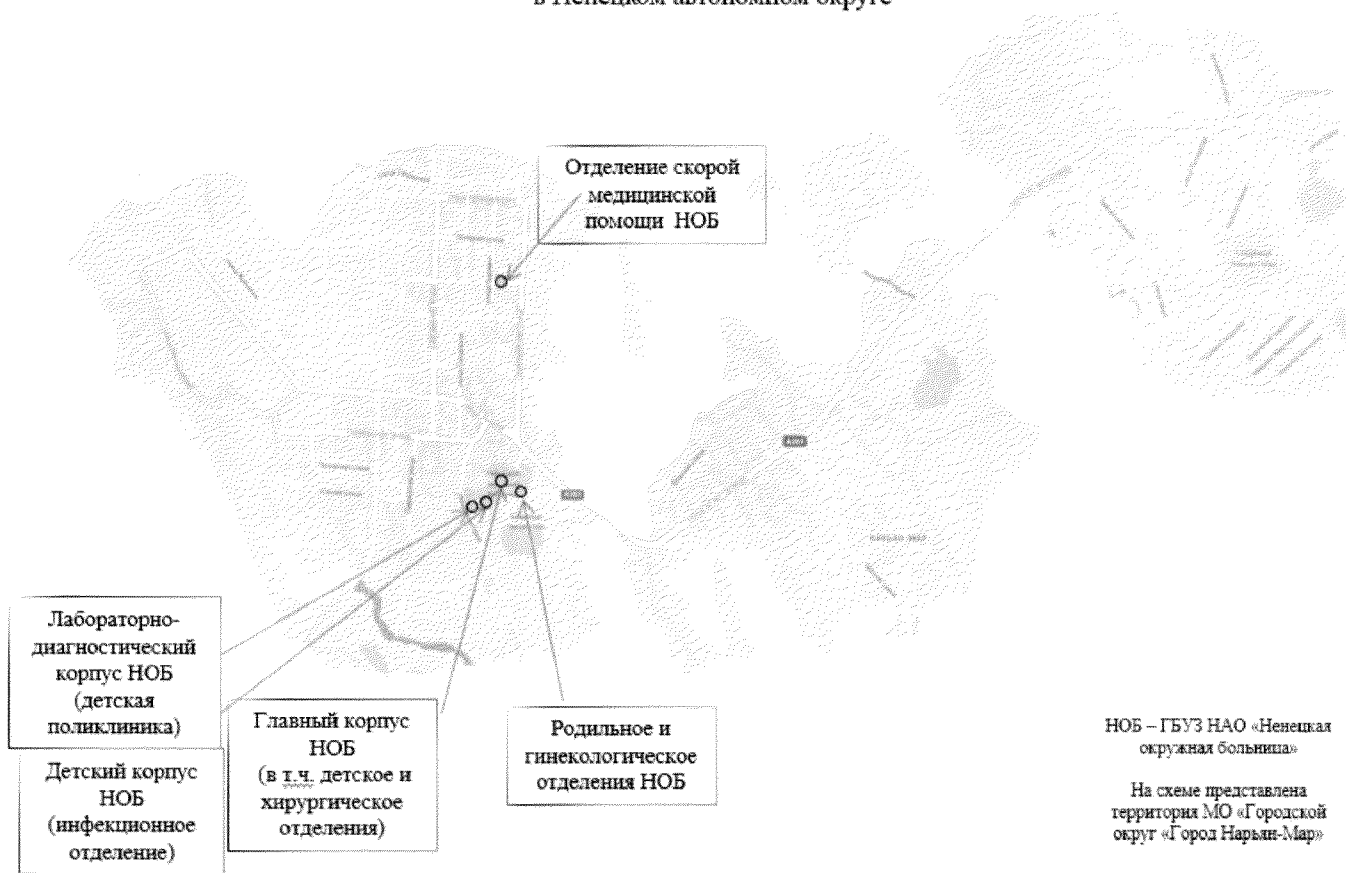 в Ненецком автономном округе
Отделение скорой
медицинской
помощи НОБ
Лабораторно-
диагностический
корпус НОБ
(детская
поликлиника)
Детский корпус
НОБ
(инфекционное
отделение)
Главный корпус
НОБ
(в т.ч. детское и
хирургическое
отделения)
Родильное и
гинекологическое
отделения НОБ
НОБ – ГБУЗ НАО «Ненецкая
окружная больница»
На схеме представлена
территория МО «Городской
округ «Город Нарьян-Мар»